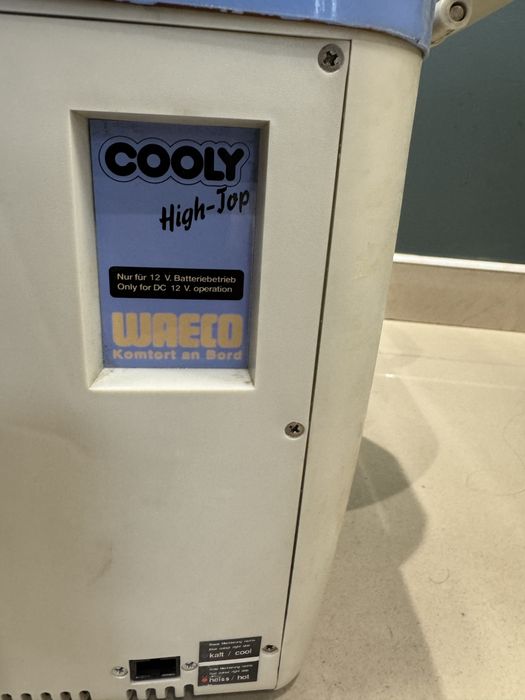 COOLY
High-Top
Nur für 12 V. Batteriebetrieb
Only for DC 12 V. operation
WAECO
Komfort an Bord
kalt / cool
heiss / hot